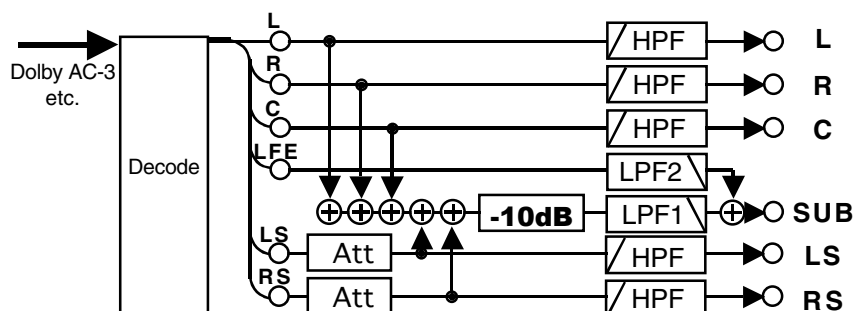 L
HPF
L
Dolby AC-3
etc.
R
HPF
R
C
HPF
C
Decode
LFE
LPF2
-10dB
LPF1
SUB
LS
Att
HPF
LS
RS
Att
HPF
RS